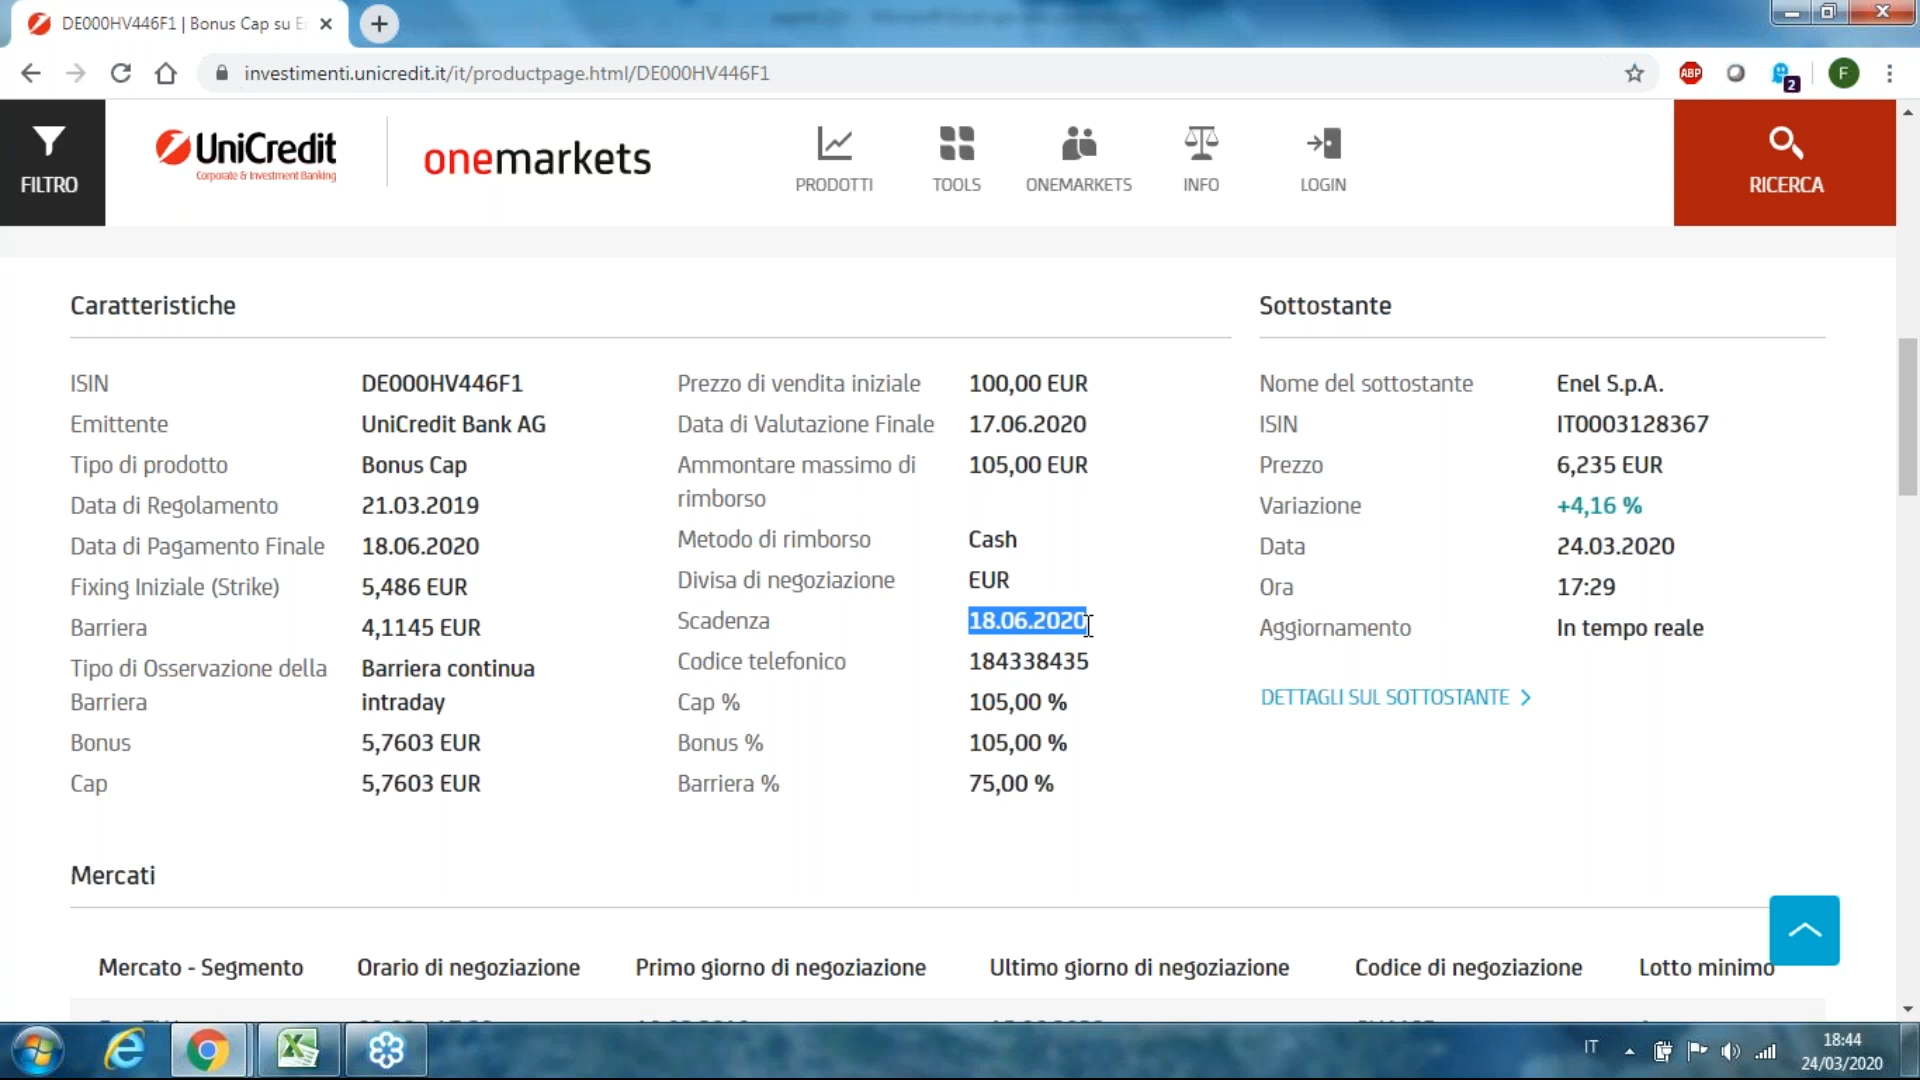 DE000HV446F1 | Bonus Cap su E
investimenti.unicredit.it/it/productpage.html/DE000HV446F1
ABP
2
F
FILTRO
UniCredit
Corporate & Investment Banking
onemarkets
PRODOTTI
TOOLS
ONEMARKETS
INFO
LOGIN
RICERCA
Caratteristiche
ISIN DE000HV446F1
Emittente UniCredit Bank AG
Tipo di prodotto Bonus Cap
Data di Regolamento 21.03.2019
Data di Pagamento Finale 18.06.2020
Fixing Iniziale (Strike) 5,486 EUR
Barriera 4,1145 EUR
Tipo di Osservazione della Barriera continua
Barriera intraday
Bonus 5,7603 EUR
Cap 5,7603 EUR
Prezzo di vendita iniziale 100,00 EUR
Data di Valutazione Finale 17.06.2020
Ammontare massimo di 105,00 EUR
rimborso
Metodo di rimborso Cash
Divisa di negoziazione EUR
Scadenza 18.06.2020
Codice telefonico 184338435
Cap % 105,00 %
Bonus % 105,00 %
Barriera % 75,00 %
Sottostante
Nome del sottostante Enel S.p.A.
ISIN IT0003128367
Prezzo 6,235 EUR
Variazione +4,16 %
Data 24.03.2020
Ora 17:29
Aggiornamento In tempo reale
DETTAGLI SUL SOTTOSTANTE
Mercati
Mercato - Segmento Orario di negoziazione Primo giorno di negoziazione Ultimo giorno di negoziazione Codice di negoziazione Lotto minimo
IT
18:44
24/03/2020